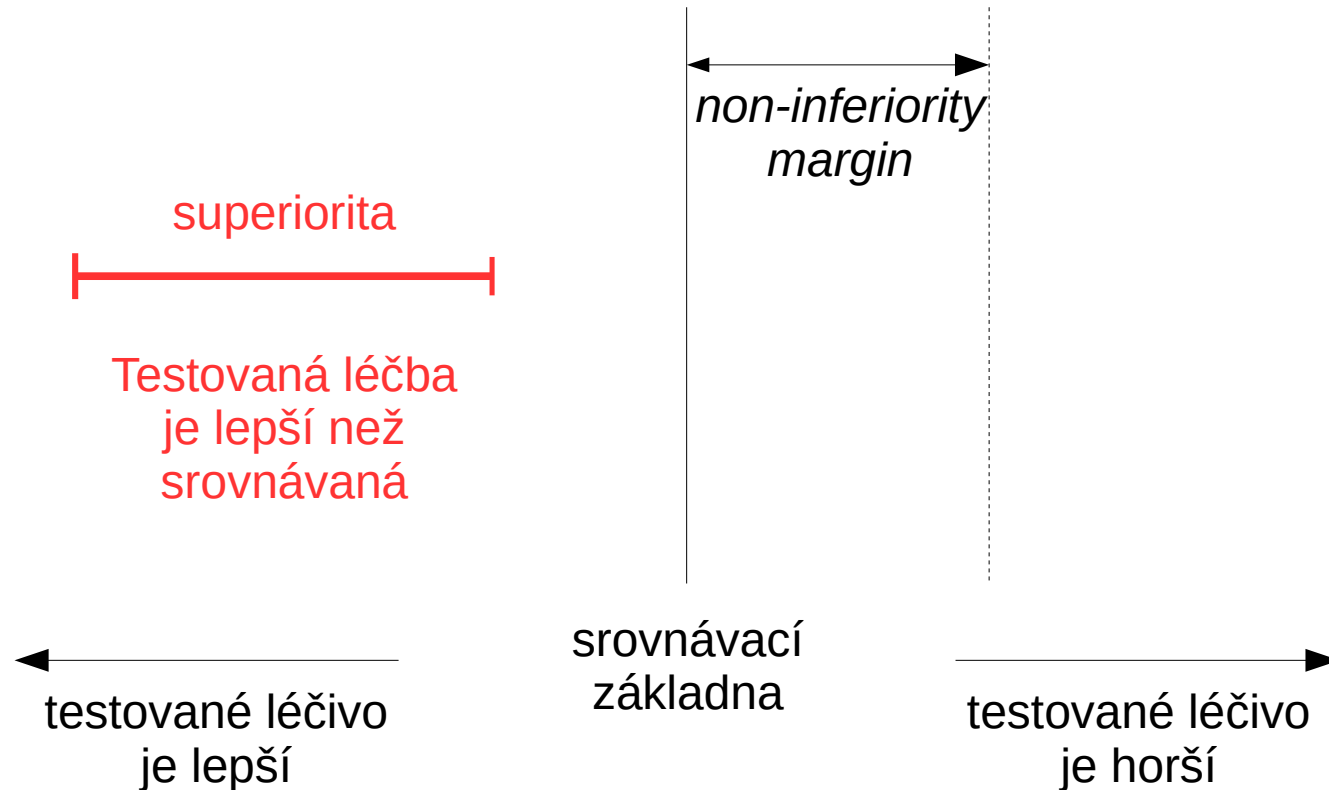 non-inferiority
margin
superiorita
Testovaná léčba
je lepší než
srovnávaná
srovnávací
základna
testované léčivo
je lepší
testované léčivo
je horší